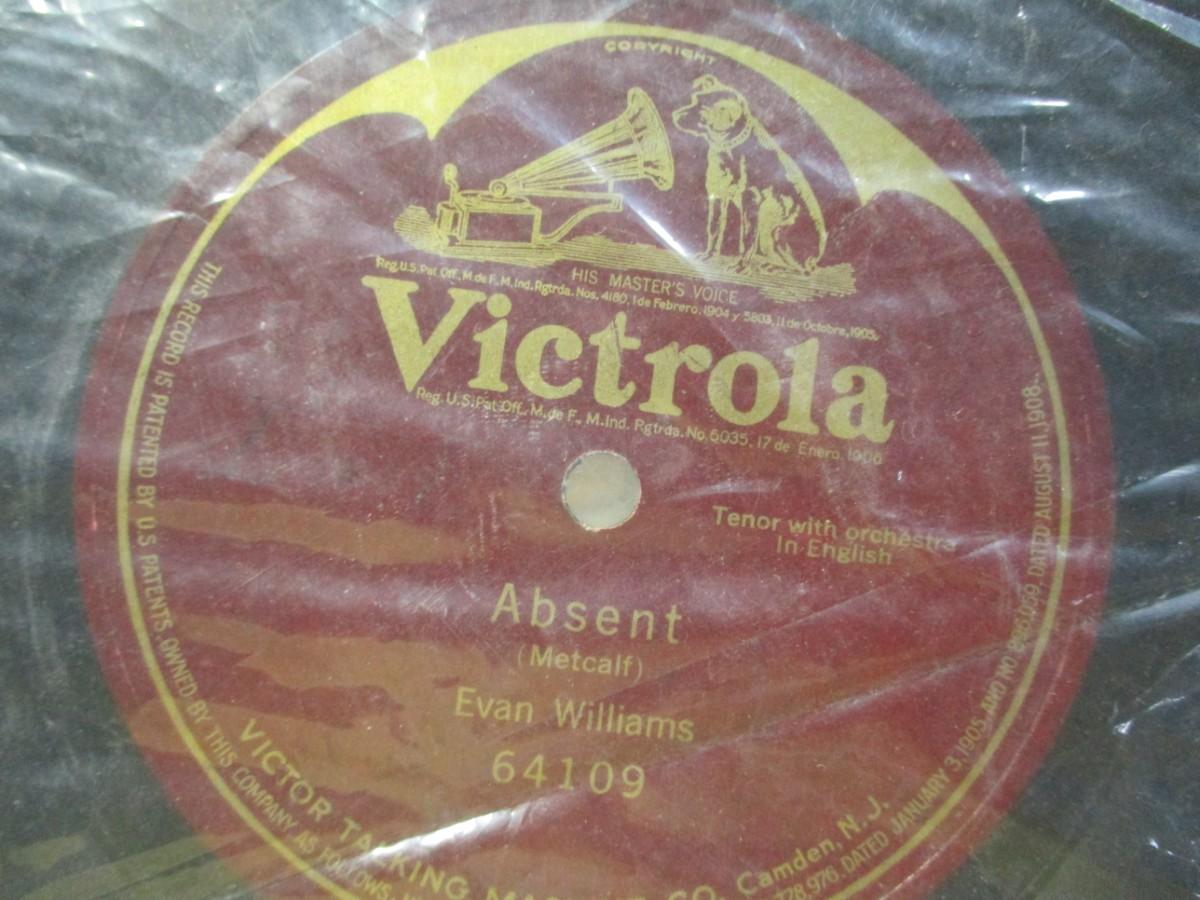 COPYRIGHT
HIS MASTER'S VOICE
Reg. U.S. Pat. Off., M. de F., M. Ind. Rgtrda. Nos. 4180, 1 de Febrero, 1904 y 5803, 11 de Octobre, 1905.
Victrola
Reg. U.S. Pat. Off., M. de F., M. Ind. Rgtrda. No. 6035, 17 de Enero, 1906
Tenor with orchestra
In English
Absent
(Metcalf)
Evan Williams
64109
VICTOR TALKING CO. Camden, N.J.
THIS RECORD IS PATENTED BY U.S. PATENTS, OWNED BY THIS COMPANY AS FOLLOWS,
DATED JANUARY 3, 1905, AND NO. DATED AUGUST 11, 1908.